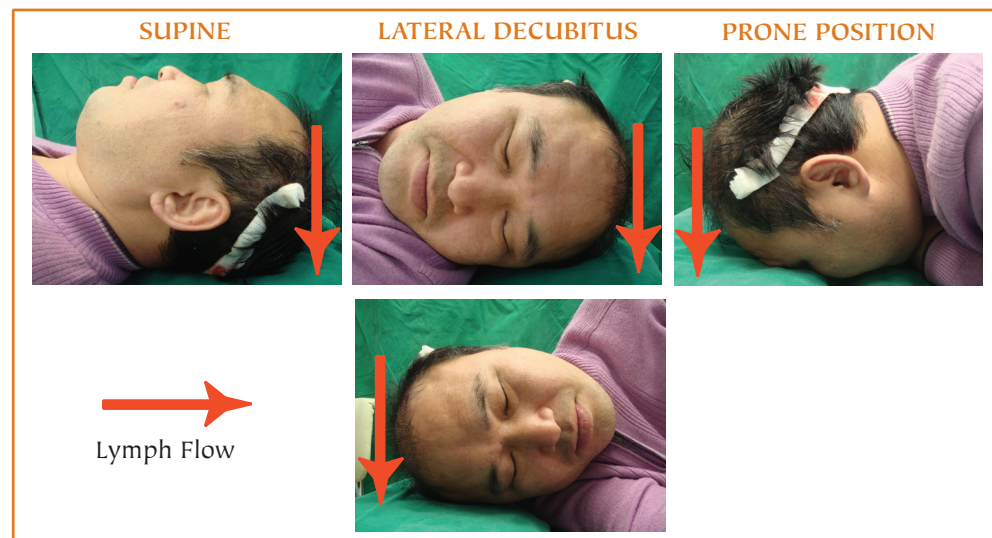 SUPINE
LATERAL DECUBITUS
PRONE POSITION
Lymph Flow